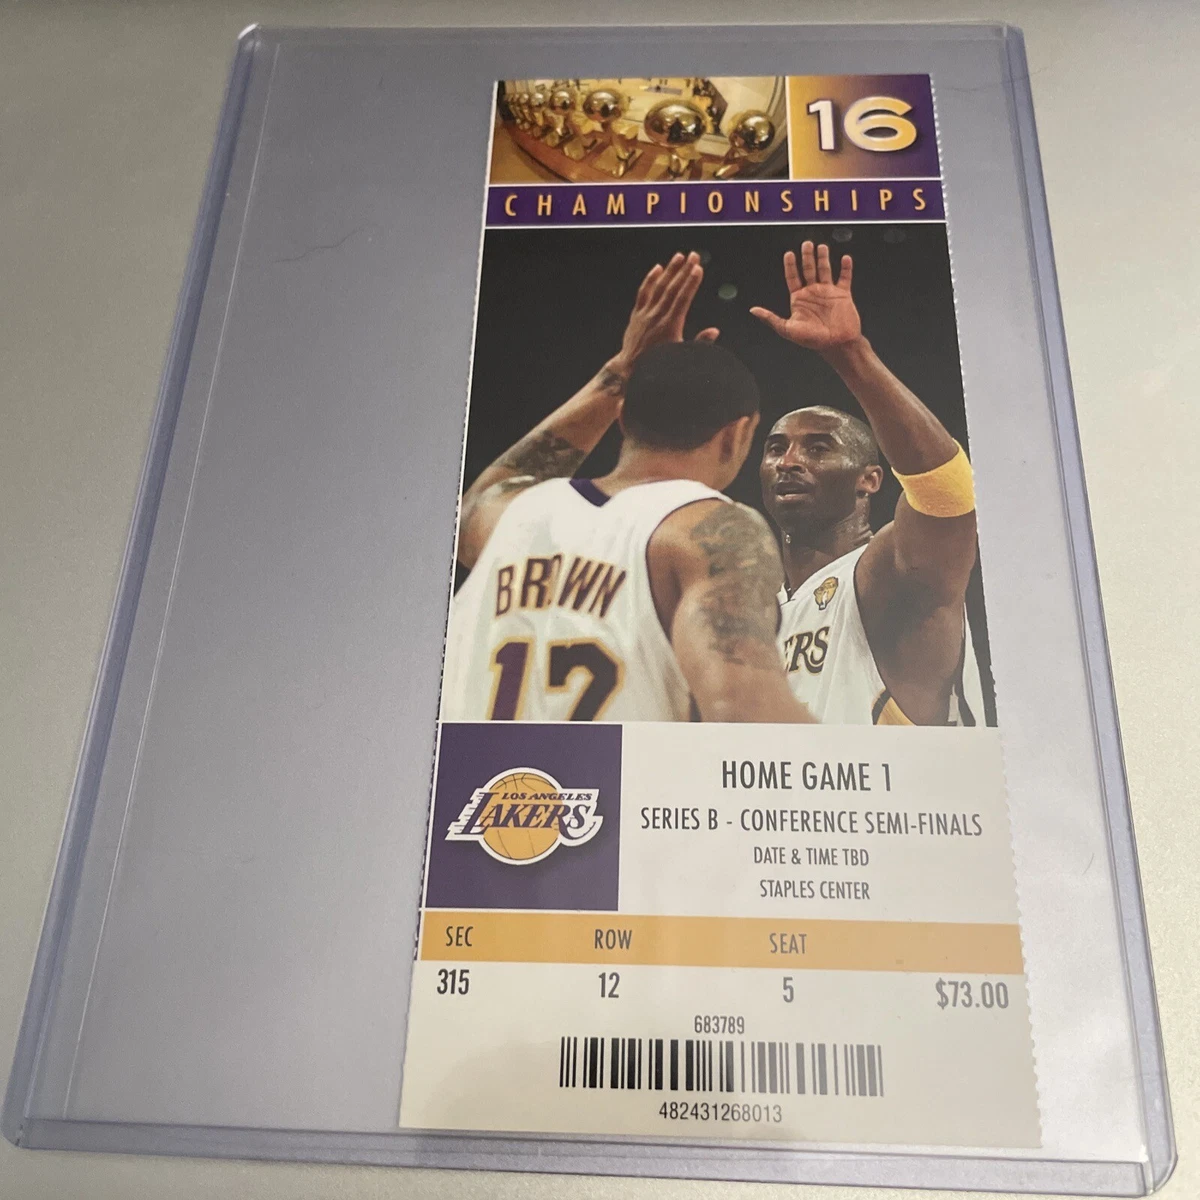 16
CHAMPIONSHIPS
BROWN
12
ERS
LOS ANGELES
LAKERS
HOME GAME 1
SERIES B - CONFERENCE SEMI-FINALS
DATE & TIME TBD
STAPLES CENTER
SEC ROW SEAT
315 12 5 $73.00
683789
482431268013